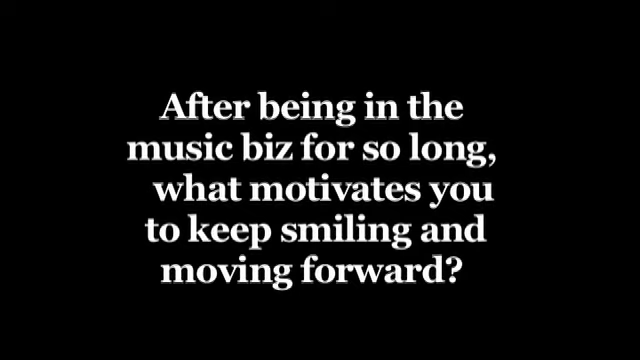 After being in the
music biz for so long,
what motivates you
to keep smiling and
moving forward?